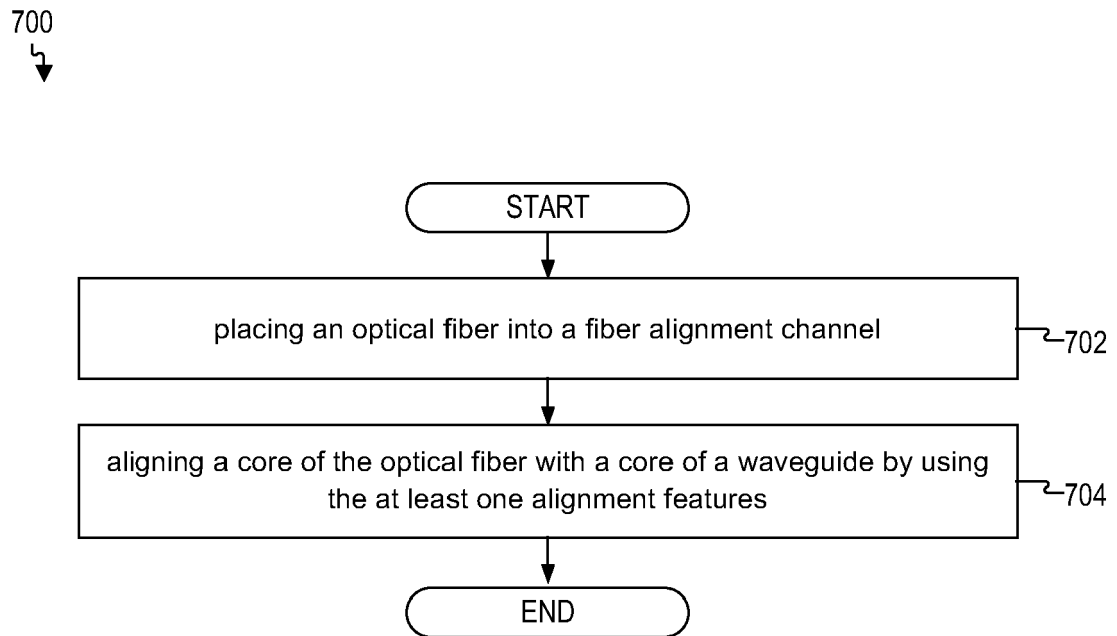 700
START
placing an optical fiber into a fiber alignment channel
702
aligning a core of the optical fiber with a core of a waveguide by using
the at least one alignment features
704
END